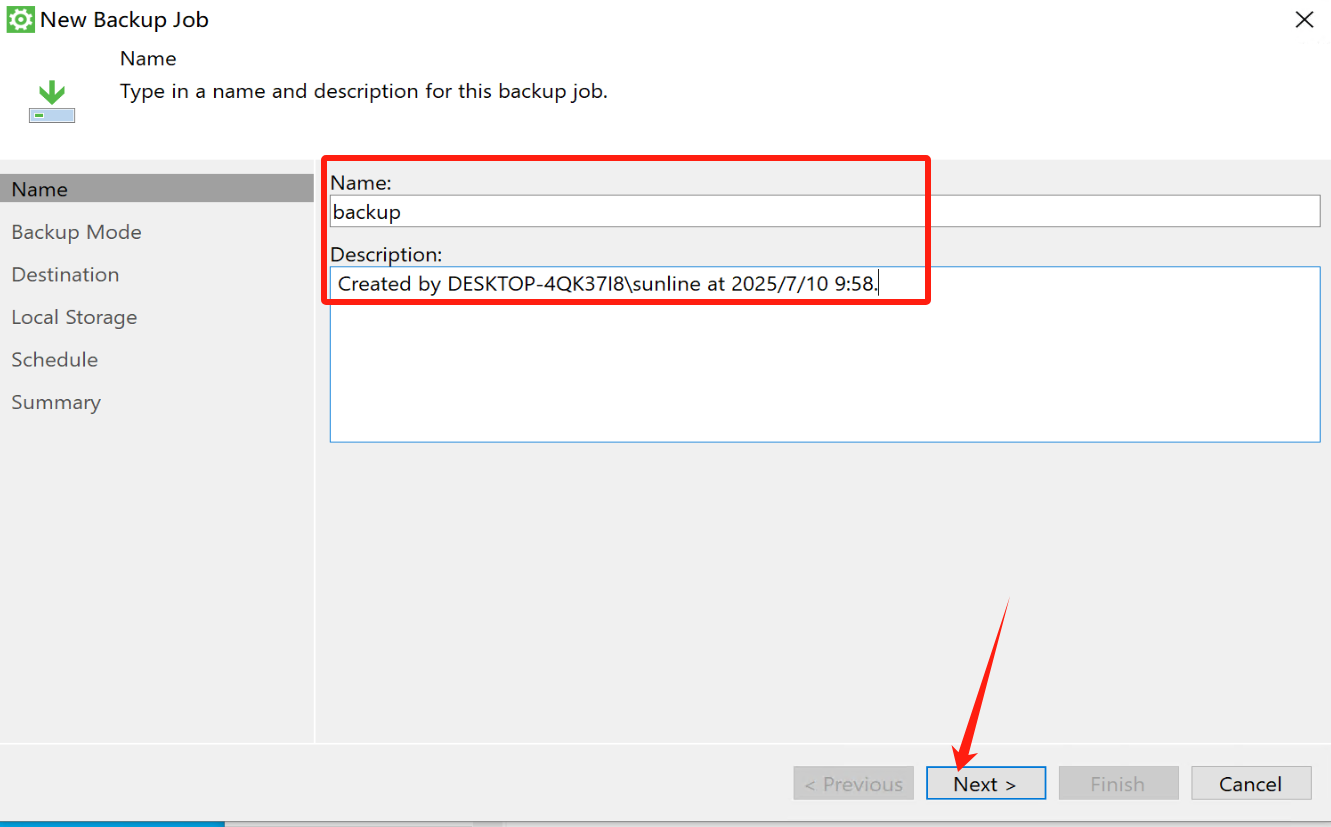 New Backup Job
Name
Type in a name and description for this backup job.
Name
Backup Mode
Destination
Local Storage
Schedule
Summary
Name:
backup
Description:
Created by DESKTOP-4QK37I8\sunline at 2025/7/10 9:58.
< Previous
Next >
Finish
Cancel